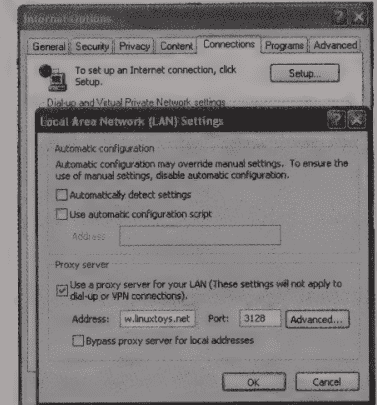 Internet Options
General Security Privacy Content Connections Programs Advanced
To set up an Internet connection, click
Setup.
Setup...
Dial-up and Virtual Private Network settings
Local Area Network (LAN) Settings
Automatic configuration
Automatic configuration may override manual settings. To ensure the
use of manual settings, disable automatic configuration.
Automatically detect settings
Use automatic configuration script
Address
Proxy server
Use a proxy server for your LAN (These settings will not apply to
dial-up or VPN connections).
Address: w.linuxtoys.net Port: 3128 Advanced...
Bypass proxy server for local addresses
OK Cancel